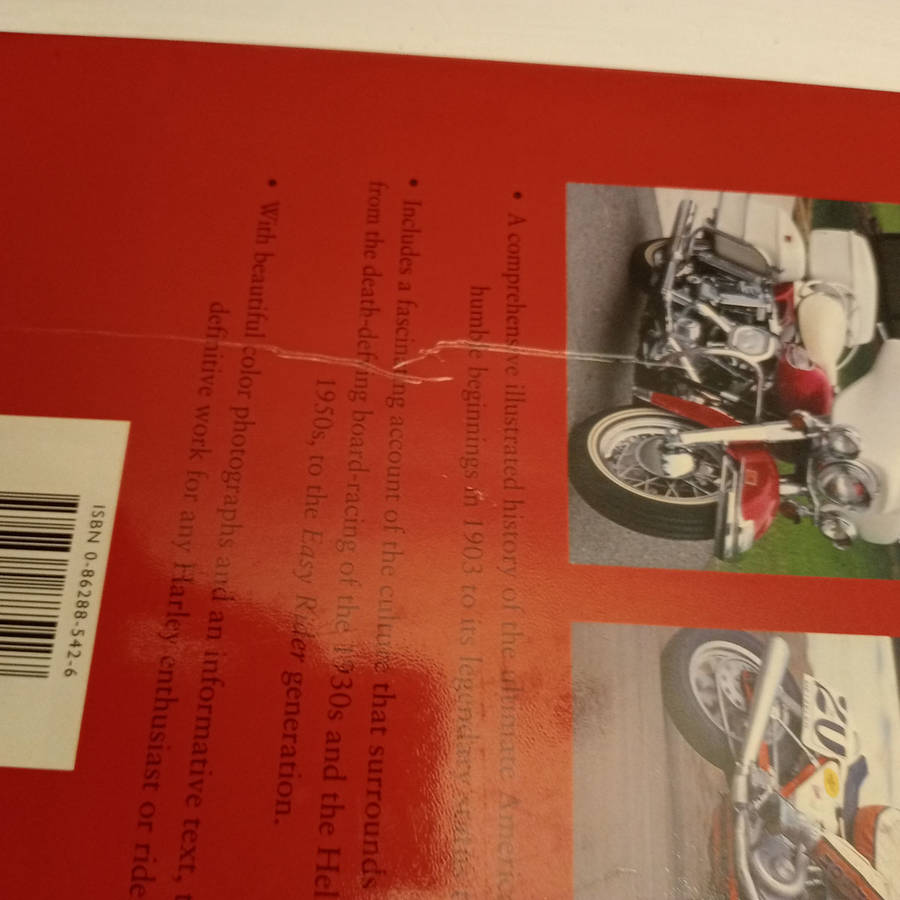 • A comprehensive illustrated history of the ultimate Americ
humble beginnings in 1903 to its legendary status t
• Includes a fascinating account of the culture that surrounds
from the death-defying board-racing of the 1930s and the Hel
1950s, to the Easy Rider generation.
• With beautiful color photographs and an informative text, t
definitive work for any Harley enthusiast or ride
ISBN 0-86288-542-6